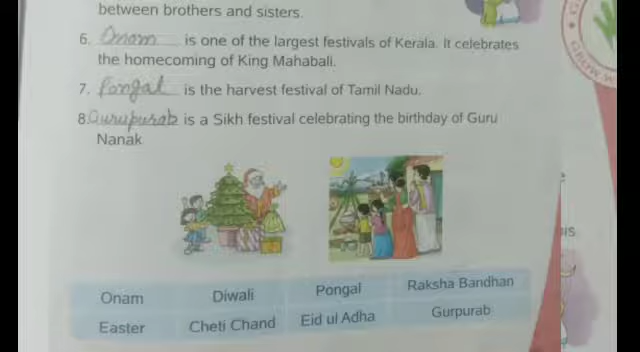 between brothers and sisters.
6. Onam is one of the largest festivals of Kerala. It celebrates
the homecoming of King Mahabali.
7. Pongal is the harvest festival of Tamil Nadu.
8. Gurupurab is a Sikh festival celebrating the birthday of Guru
Nanak
Onam Diwali Pongal Raksha Bandhan
Easter Cheti Chand Eid ul Adha Gurpurab